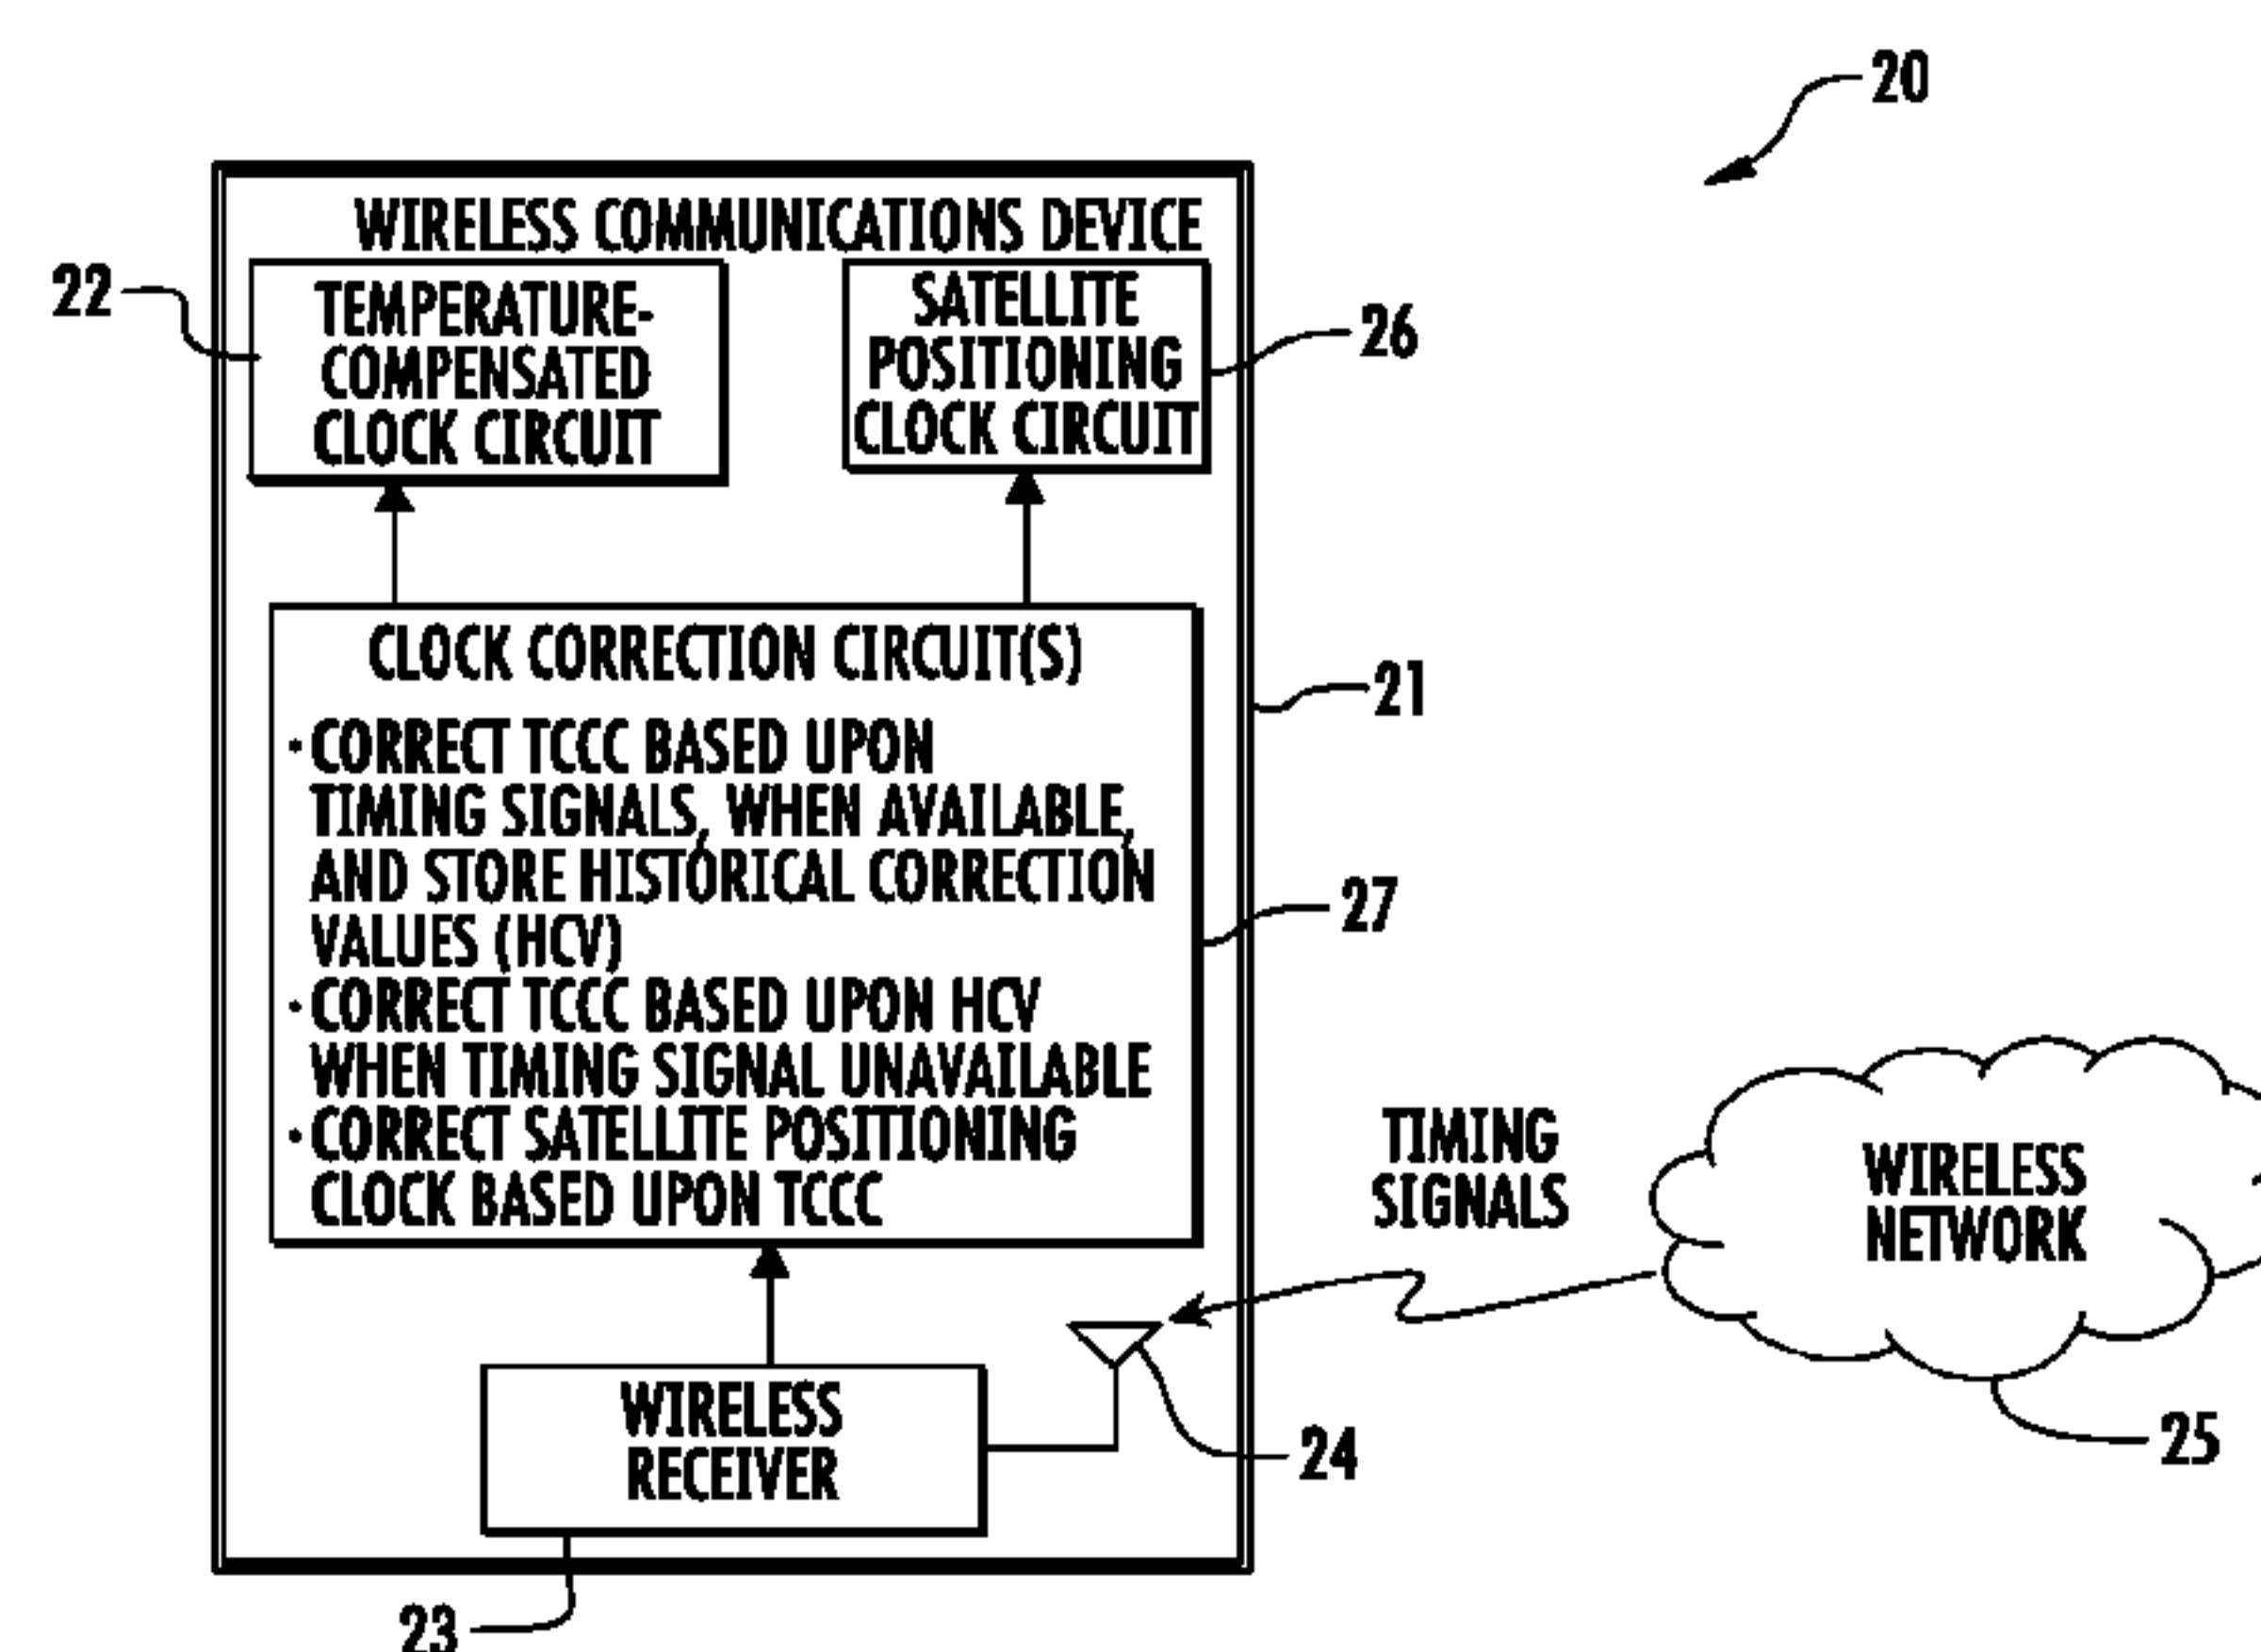 20
WIRELESS COMMUNICATIONS DEVICE
22
TEMPERATURE-
COMPENSATED
CLOCK CIRCUIT
SATELLITE
POSITIONING
CLOCK CIRCUIT
26
CLOCK CORRECTION CIRCUIT(S)
21
• CORRECT TCCC BASED UPON
TIMING SIGNALS, WHEN AVAILABLE,
AND STORE HISTORICAL CORRECTION
VALUES (HCV)
27
• CORRECT TCCC BASED UPON HCV
WHEN TIMING SIGNAL UNAVAILABLE
• CORRECT SATELLITE POSITIONING
CLOCK BASED UPON TCCC
TIMING
SIGNALS
WIRELESS
NETWORK
WIRELESS
RECEIVER
24
25
23